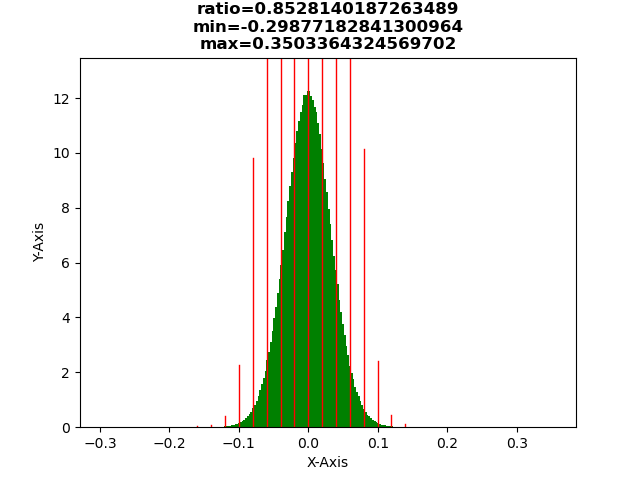 ratio=0.8528140187263489
min=-0.29877182841300964
max=0.3503364324569702
12
10
8
6
4
2
0
Y-Axis
−0.3 −0.2 −0.1 0.0 0.1 0.2 0.3
X-Axis